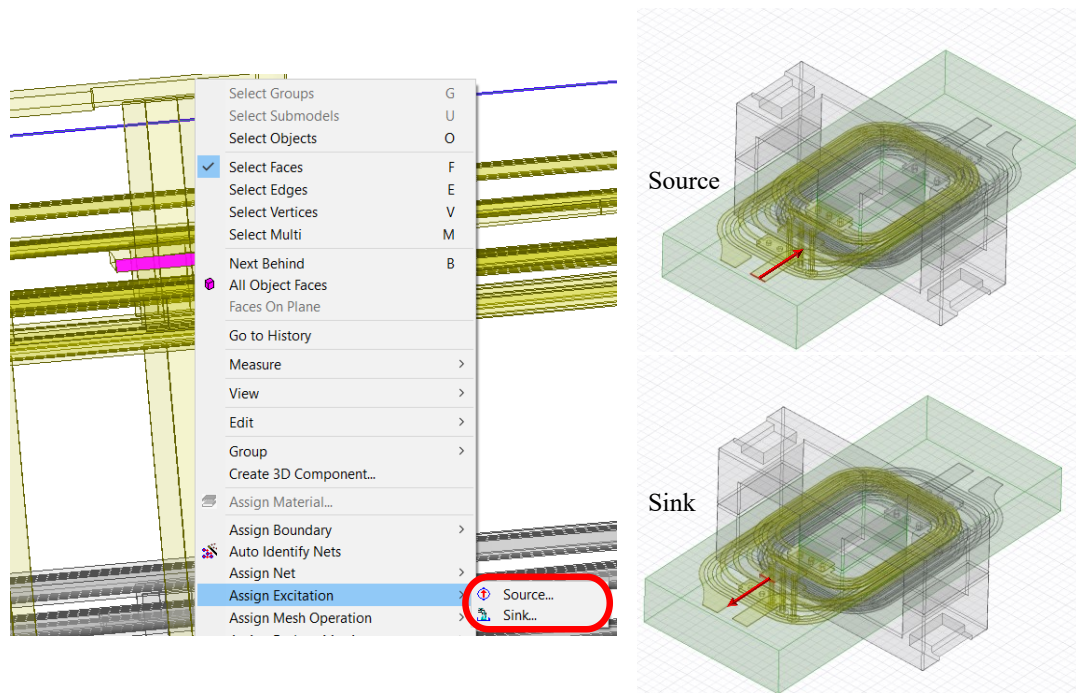 Select Groups G
Select Submodels U
Select Objects O
Select Faces F
Select Edges E
Select Vertices V
Select Multi M
Next Behind B
All Object Faces
Faces On Plane
Go to History
Measure
View
Edit
Group
Create 3D Component...
Assign Material...
Assign Boundary
Auto Identify Nets
Assign Net
Assign Excitation
Assign Mesh Operation
Source...
Sink...
Source
Sink